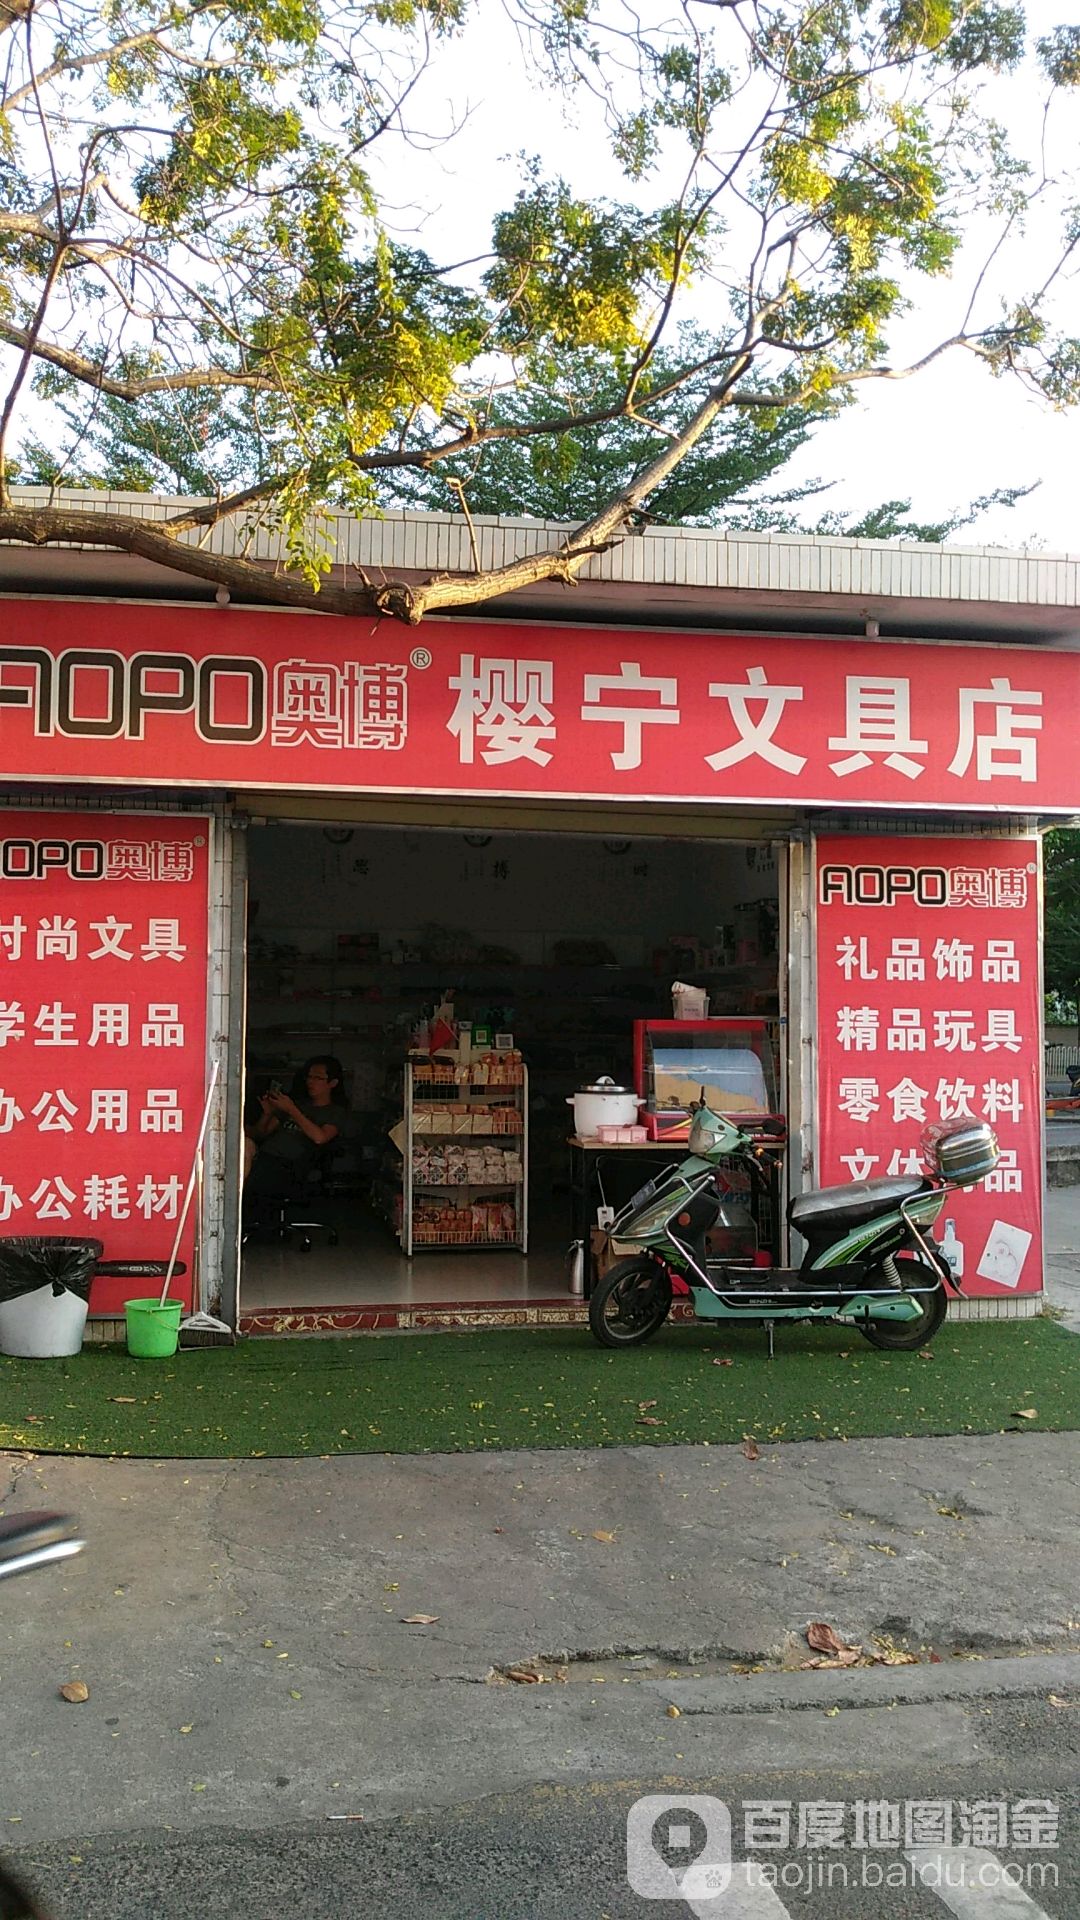 AOPO奥博® 樱宁文具店
OPO奥博®
时尚文具
学生用品
办公用品
办公耗材
AOPO奥博®
礼品饰品
精品玩具
零食饮料
文体 品
百度地图淘金
taojin.baidu.com